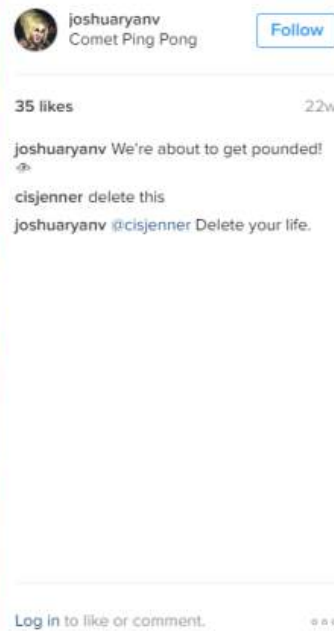 joshuaryanv
Comet Ping Pong
Follow
35 likes
22w
joshuaryanv We're about to get pounded!
👁
cisjenner delete this
joshuaryanv @cisjenner Delete your life.
Log in to like or comment.